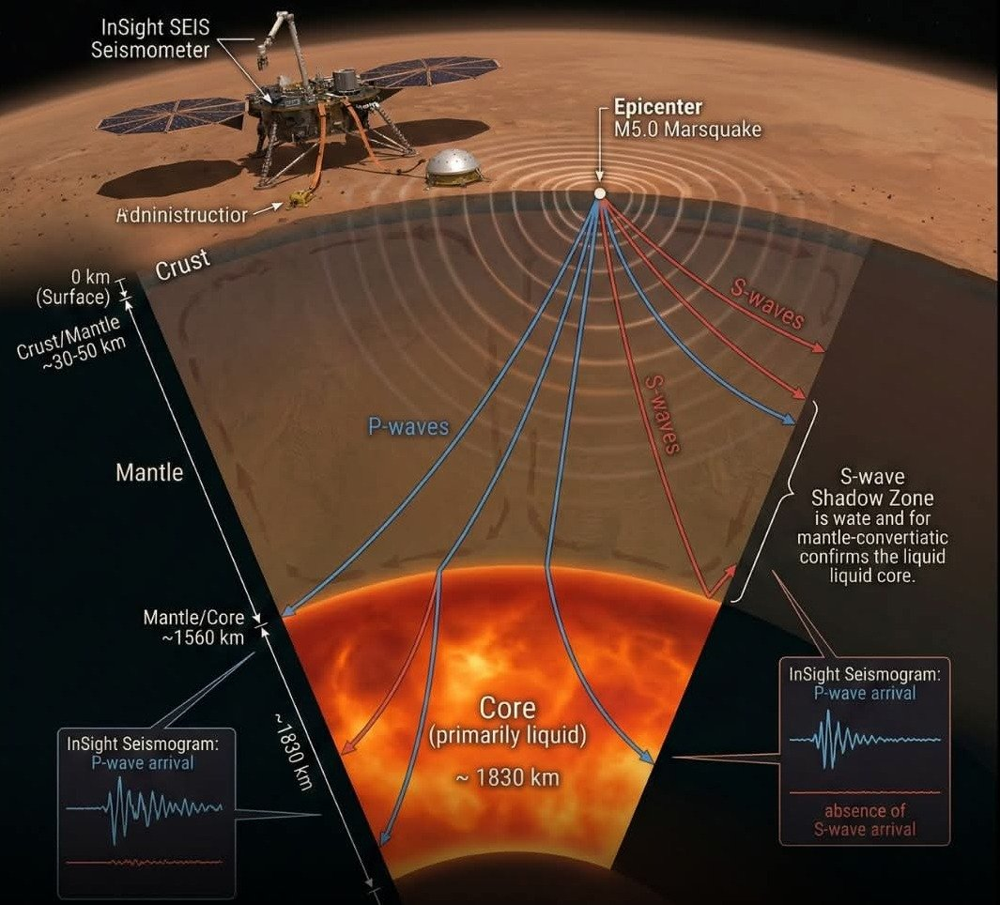 InSight SEIS
Seismometer
Epicenter
M5.0 Marsquake
Adninistructior
Crust
0 km
(Surface)
Crust/Mantle
~30-50 km
S-waves
S-waves
P-waves
Mantle
S-wave
Shadow Zone
is wate and for
mantle-convertiatic
confirms the liquid
liquid core.
Mantle/Core
~1560 km
InSight Seismogram:
P-wave arrival
absence of
S-wave arrival
Core
(primarily liquid)
~ 1830 km
~1830 km
InSight Seismogram:
P-wave arrival